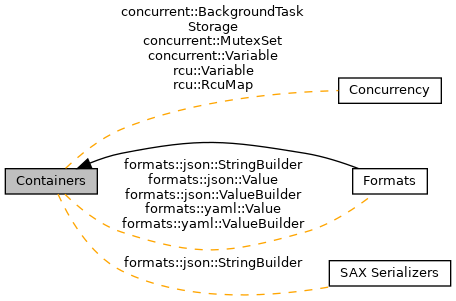 concurrent::BackgroundTask
Storage
concurrent::MutexSet
concurrent::Variable
rcu::Variable
rcu::RcuMap
Concurrency
Containers
formats::json::StringBuilder
formats::json::Value
formats::json::ValueBuilder
formats::yaml::Value
formats::yaml::ValueBuilder
Formats
formats::json::StringBuilder
SAX Serializers